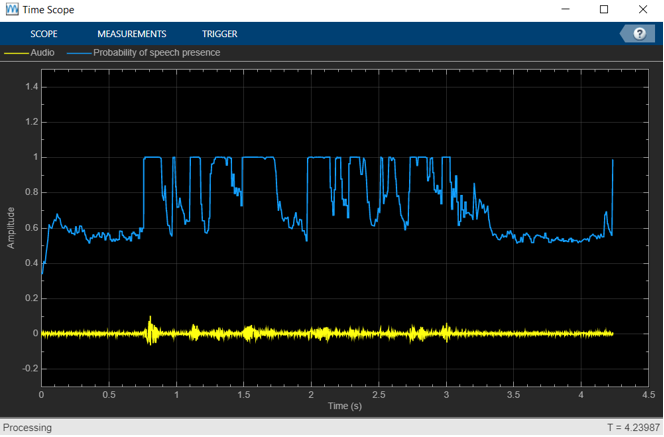 Time Scope
SCOPE MEASUREMENTS TRIGGER
?
Audio Probability of speech presence
1.4
1.2
1
0.8
0.6
0.4
0.2
0
-0.2
Amplitude
0 0.5 1 1.5 2 2.5 3 3.5 4 4.5
Time (s)
Processing T = 4.23987